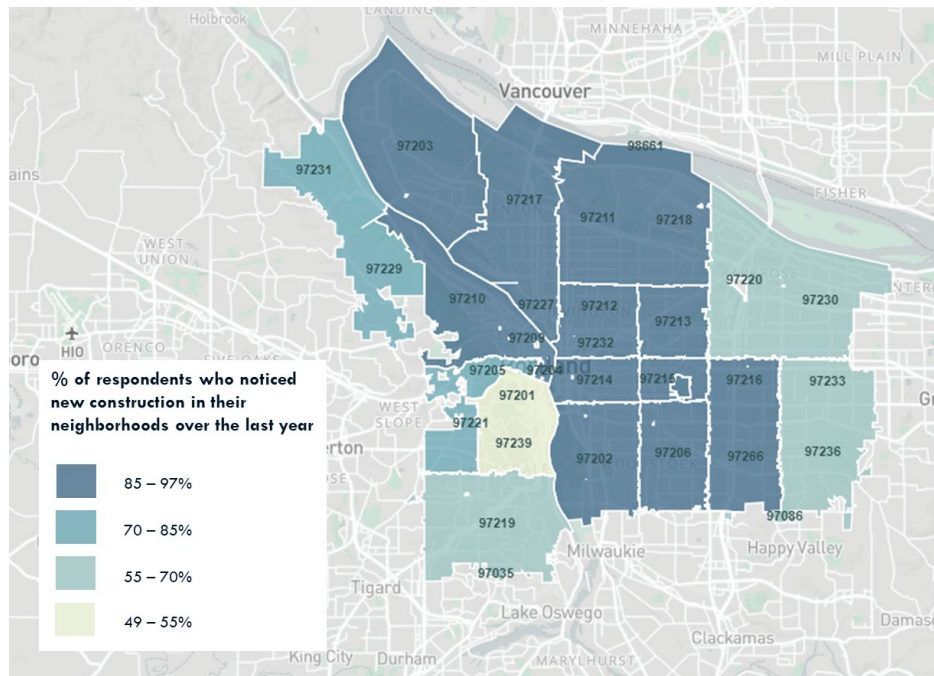 LANDING
Holbrook
MINNEHAHA
MILL PLAIN
Vancouver
98661
97203
97231
ains
97217
97211
97218
FISHER
WEST
UNION
97229
97220
97230
97210
97227
97212
97213
HIO
ORENCO
97209
97232
oro
FIVE OAKS
% of respondents who noticed
new construction in their
neighborhoods over the last year
97205
97204
97214
97215
97216
97233
97201
WEST
SLOPE
97221
erton
97239
97202
97206
97266
97236
85 – 97%
70 – 85%
55 – 70%
49 – 55%
97219
97086
Milwaukie
Happy Valley
97035
Tigard
Lake Oswego
Clackamas
Damas
King City
Durham
MARYLHURST